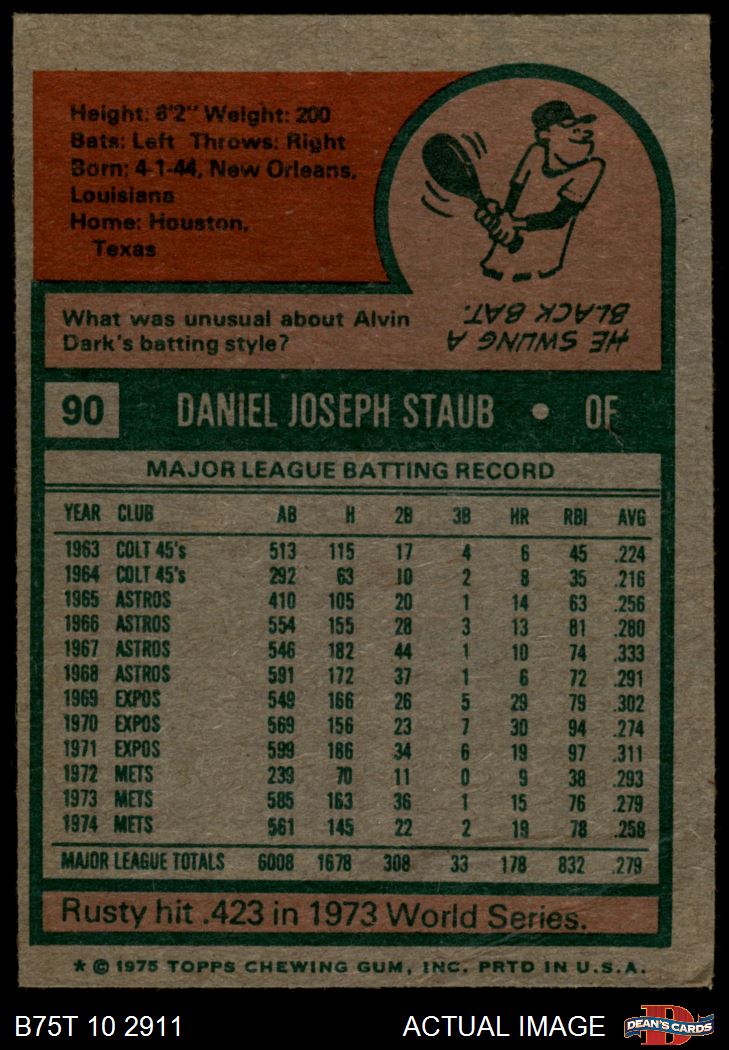 Height: 6'2" Weight: 200
Bats: Left Throws: Right
Born: 4-1-44, New Orleans,
Louisiana
Home: Houston,
Texas
What was unusual about Alvin
Dark's batting style?
HE SWUNG A
BLACK BAT.
90 DANIEL JOSEPH STAUB • OF
MAJOR LEAGUE BATTING RECORD
YEAR CLUB AB H 2B 3B HR RBI AVG
1963 COLT 45's 513 115 17 4 6 45 .224
1964 COLT 45's 292 63 10 2 8 35 .216
1965 ASTROS 410 105 20 1 14 63 .256
1966 ASTROS 554 155 28 3 13 81 .280
1967 ASTROS 546 182 44 1 10 74 .333
1968 ASTROS 591 172 37 1 6 72 .291
1969 EXPOS 549 166 26 5 29 79 .302
1970 EXPOS 569 156 23 7 30 94 .274
1971 EXPOS 599 186 34 6 19 97 .311
1972 METS 239 70 11 0 9 38 .293
1973 METS 585 163 36 1 15 76 .279
1974 METS 561 145 22 2 19 78 .258
MAJOR LEAGUE TOTALS 6008 1678 308 33 178 832 .279
Rusty hit .423 in 1973 World Series.
* © 1975 TOPPS CHEWING GUM, INC. PRTD IN U.S.A.
B75T 10 2911 ACTUAL IMAGE
DEAN'S CARDS